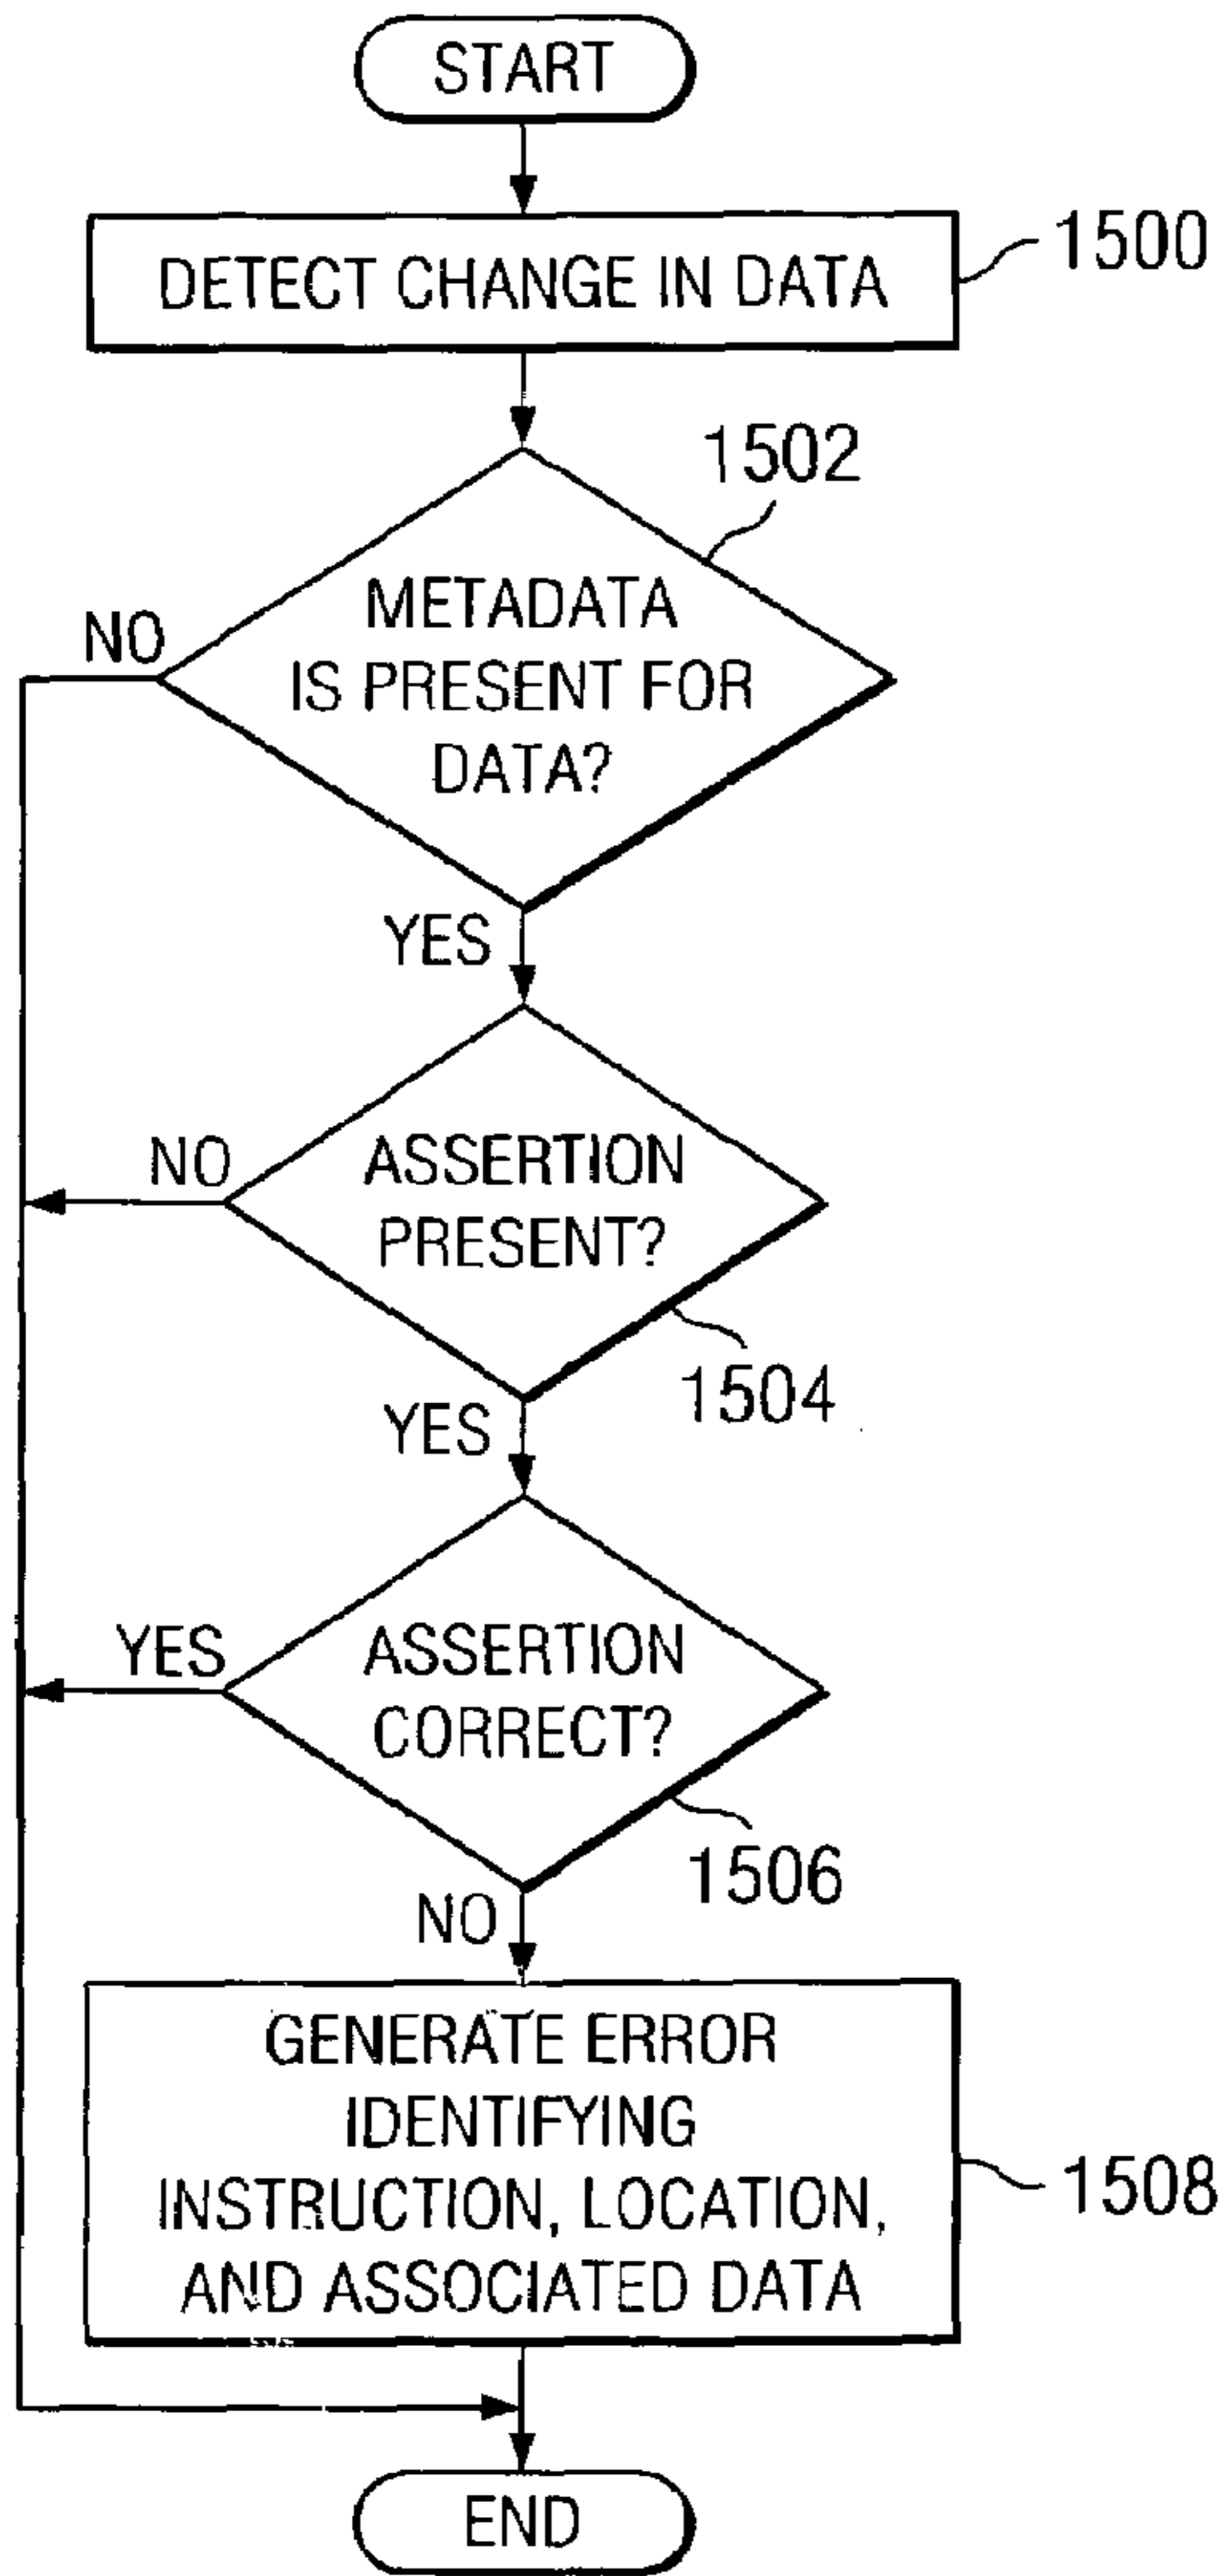 START
DETECT CHANGE IN DATA
1500
1502
METADATA
IS PRESENT FOR
DATA?
NO
YES
ASSERTION
PRESENT?
NO
1504
YES
ASSERTION
CORRECT?
YES
1506
NO
GENERATE ERROR
IDENTIFYING
INSTRUCTION, LOCATION,
AND ASSOCIATED DATA
1508
END